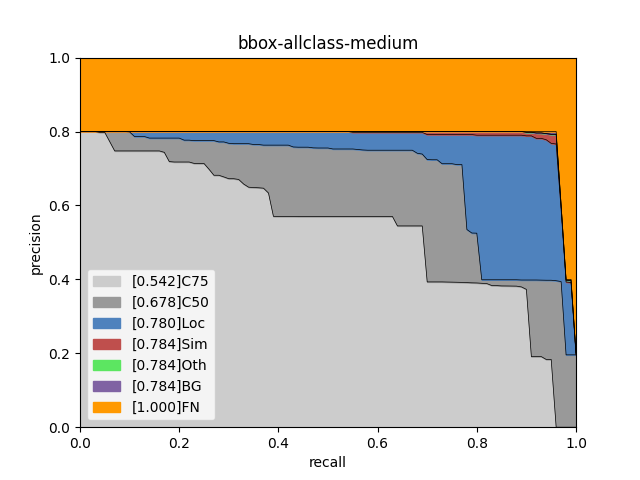 bbox-allclass-medium
1.0
0.8
0.6
0.4
0.2
0.0
precision
[0.542]C75
[0.678]C50
[0.780]Loc
[0.784]Sim
[0.784]Oth
[0.784]BG
[1.000]FN
0.0 0.2 0.4 0.6 0.8 1.0
recall